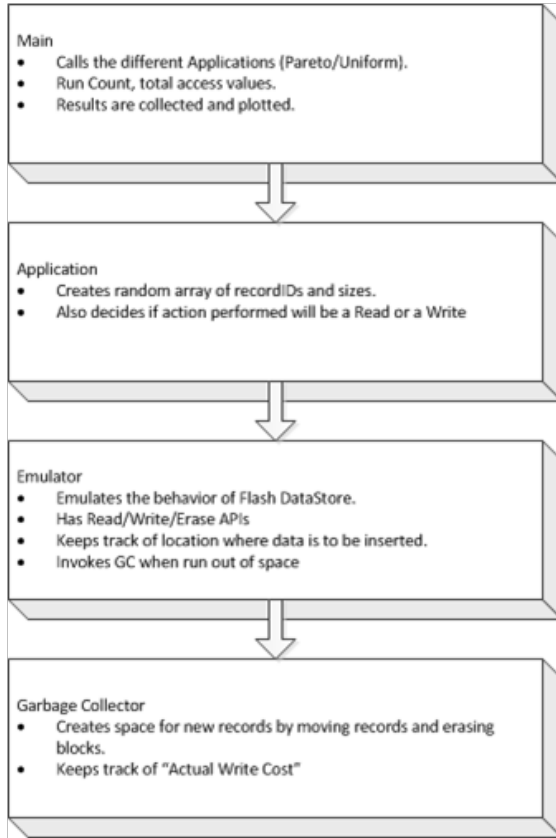 Main
• Calls the different Applications (Pareto/Uniform).
• Run Count, total access values.
• Results are collected and plotted.
Application
• Creates random array of recordIDs and sizes.
• Also decides if action performed will be a Read or a Write
Emulator
• Emulates the behavior of Flash DataStore.
• Has Read/Write/Erase APIs
• Keeps track of location where data is to be inserted.
• Invokes GC when run out of space
Garbage Collector
• Creates space for new records by moving records and erasing
blocks.
• Keeps track of “Actual Write Cost”